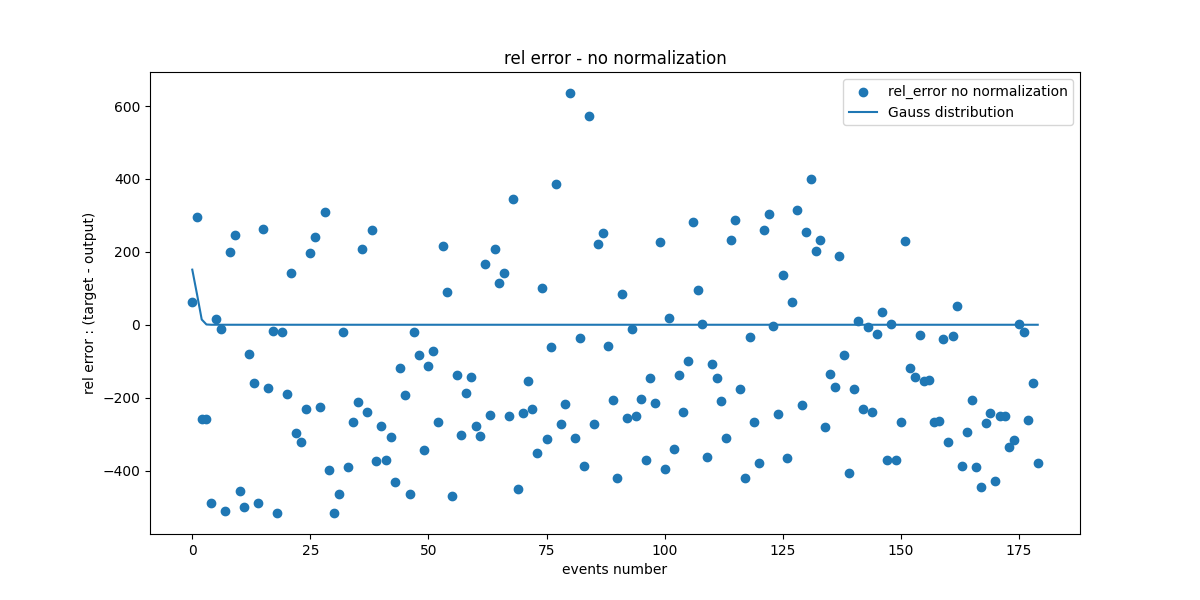 rel error - no normalization
rel_error no normalization
Gauss distribution
600
400
200
0
−200
−400
rel error : (target - output)
0 25 50 75 100 125 150 175
events number